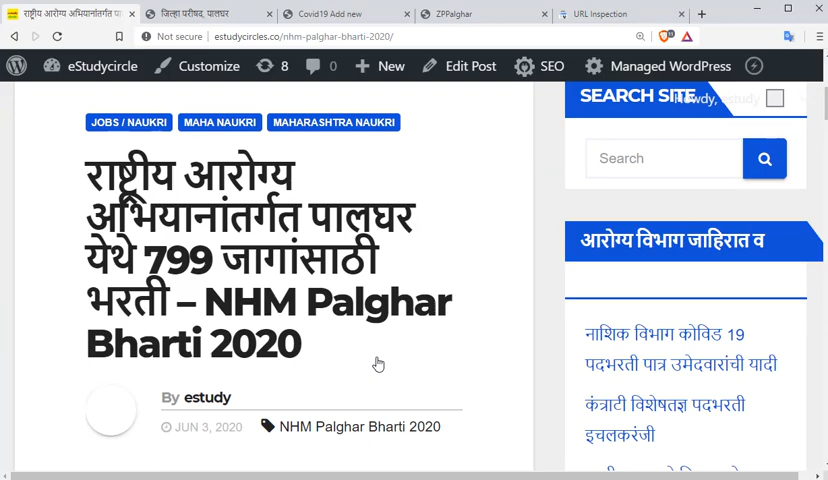 राष्ट्रीय आरोग्य अभियानांतर्गत पा
जिल्हा परीषद, पालघर
Covid19 Add new
ZPPalghar
URL Inspection
Not secure | estudycircles.co/nhm-palghar-bharti-2020/
eStudycircle
Customize
8
0
New
Edit Post
SEO
Managed WordPress
Howdy, estudy
JOBS / NAUKRI
MAHA NAUKRI
MAHARASHTRA NAUKRI
राष्ट्रीय आरोग्य
अभियानांतर्गत पालघर
येथे 799 जागांसाठी
भरती – NHM Palghar
Bharti 2020
By estudy
JUN 3, 2020
NHM Palghar Bharti 2020
SEARCH SITE
Search
आरोग्य विभाग जाहिरात व
नाशिक विभाग कोविड 19
पदभरती पात्र उमेदवारांची यादी
कंत्राटी विशेषतज्ञ पदभरती
इचलकरंजी